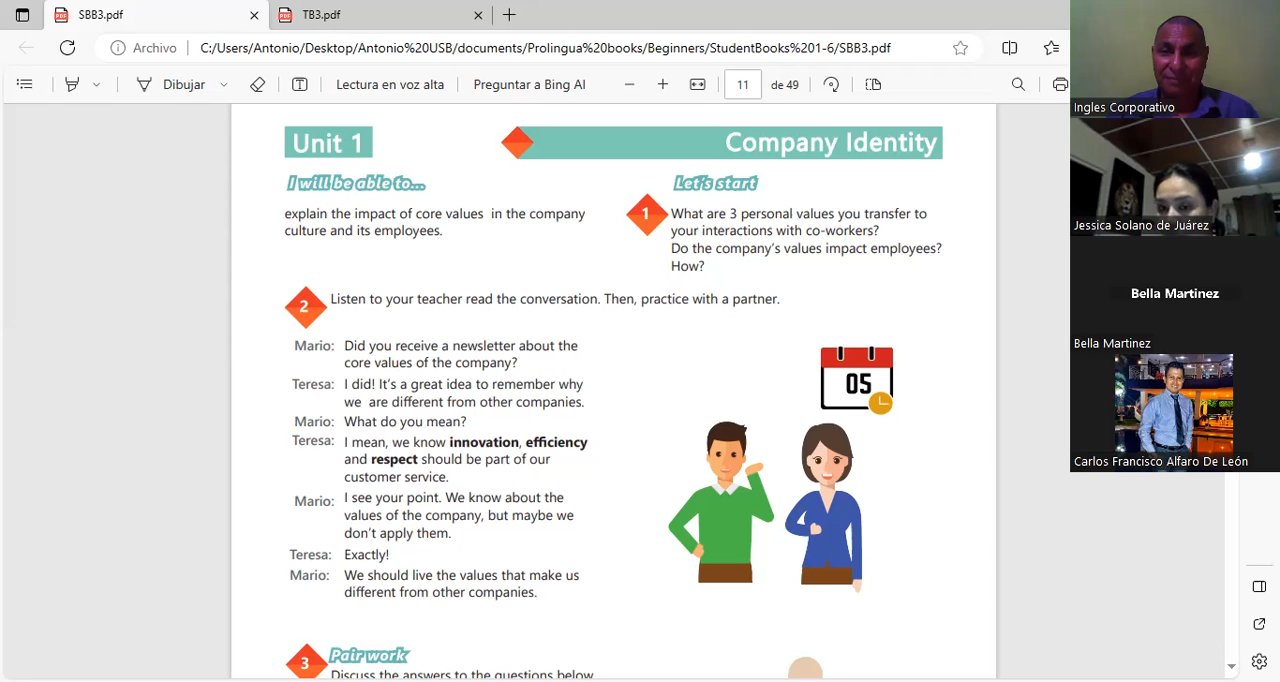 SBB3.pdf
TB3.pdf
Archivo
C:/Users/Antonio/Desktop/Antonio%20USB/documents/Prolingua%20books/Beginners/StudentBooks%201-6/SBB3.pdf
Dibujar
Lectura en voz alta
Preguntar a Bing AI
11
de 49
Unit 1
Company Identity
I will be able to...
explain the impact of core values in the company
culture and its employees.
Let's start
1
What are 3 personal values you transfer to
your interactions with co-workers?
Do the company's values impact employees?
How?
2
Listen to your teacher read the conversation. Then, practice with a partner.
Mario: Did you receive a newsletter about the
core values of the company?
Teresa: I did! It's a great idea to remember why
we are different from other companies.
Mario: What do you mean?
Teresa: I mean, we know innovation, efficiency
and respect should be part of our
customer service.
Mario: I see your point. We know about the
values of the company, but maybe we
don't apply them.
Teresa: Exactly!
Mario: We should live the values that make us
different from other companies.
05
3
Pair work
Discuss the answers to the questions below
Ingles Corporativo
Jessica Solano de Juárez
Bella Martinez
Bella Martinez
Carlos Francisco Alfaro De León